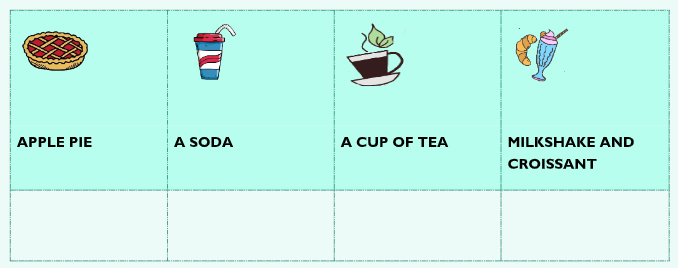 APPLE PIE
A SODA
A CUP OF TEA
MILKSHAKE AND
CROISSANT